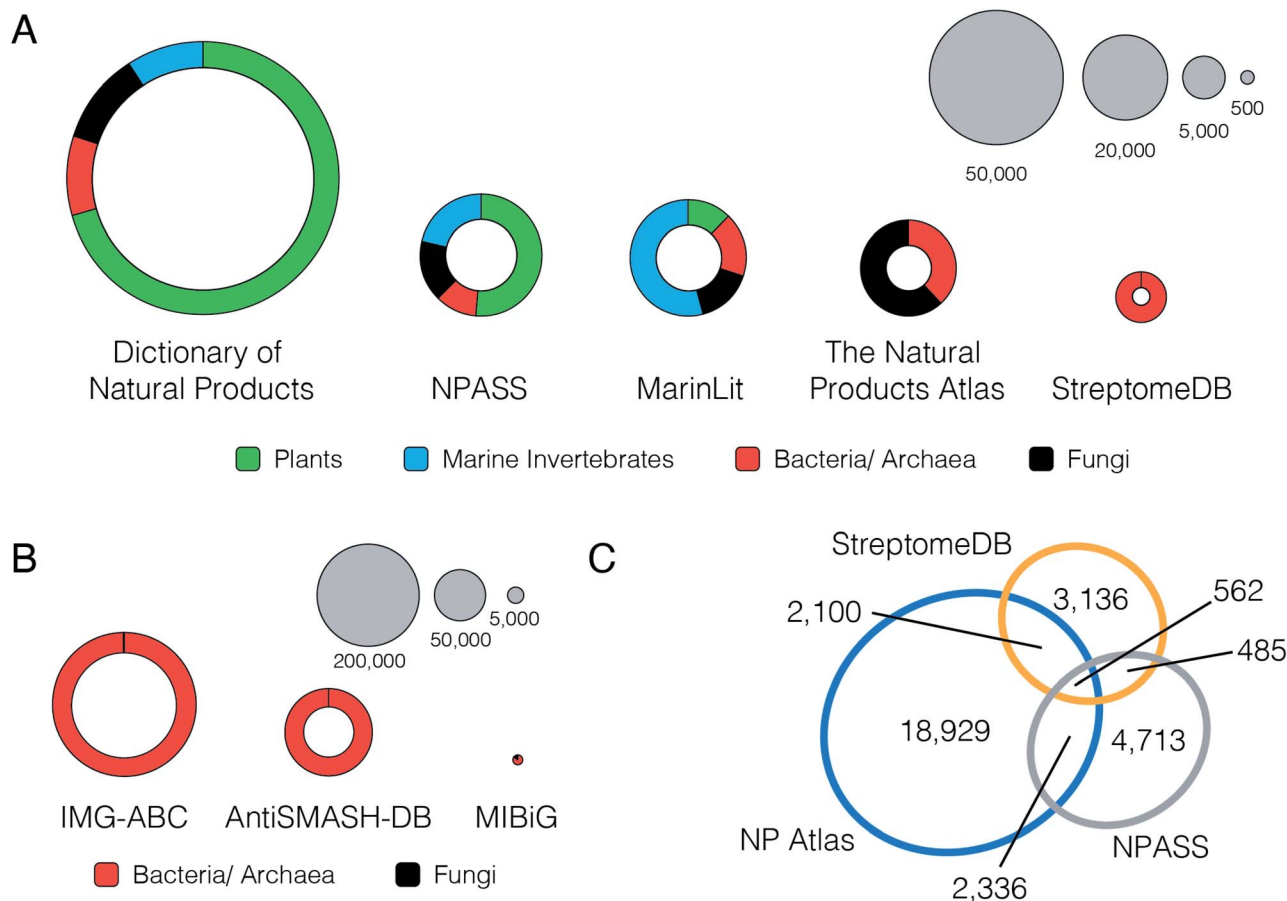 A
50,000
20,000
5,000
500
Dictionary of
Natural Products
NPASS
MarinLit
The Natural
Products Atlas
StreptomeDB
Plants
Marine Invertebrates
Bacteria/ Archaea
Fungi
B
200,000
50,000
5,000
IMG-ABC
AntiSMASH-DB
MIBiG
Bacteria/ Archaea
Fungi
C
StreptomeDB
2,100
3,136
562
485
18,929
4,713
NP Atlas
NPASS
2,336